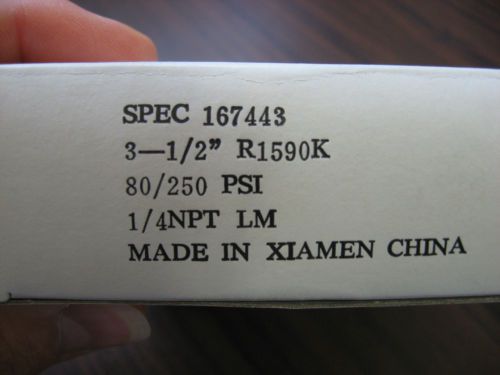 SPEC 167443
3—1/2” R1590K
80/250 PSI
1/4NPT LM
MADE IN XIAMEN CHINA